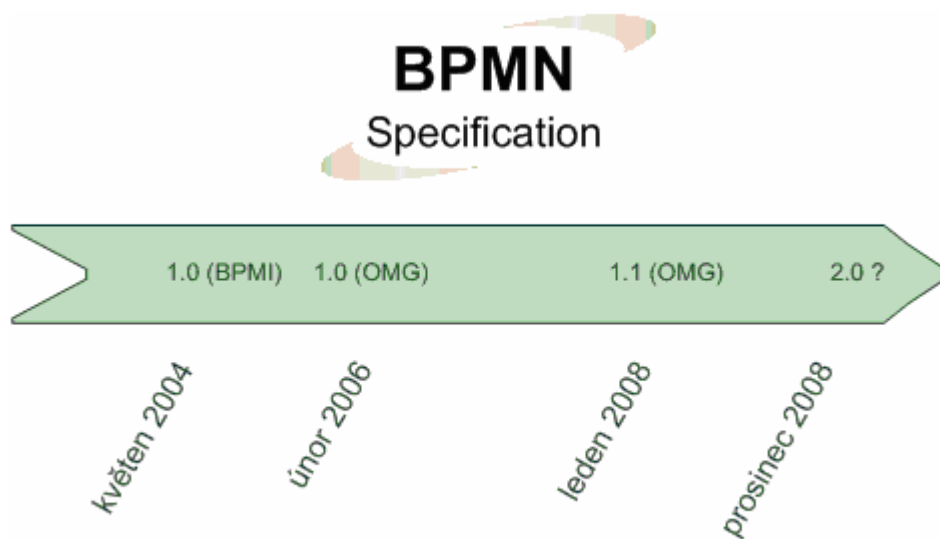 BPMN
Specification
1.0 (BPMI) 1.0 (OMG) 1.1 (OMG) 2.0 ?
květen 2004
únor 2006
leden 2008
prosinec 2008